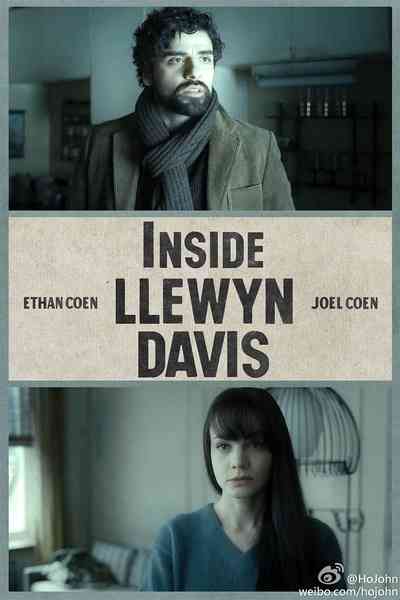 INSIDE
ETHAN COEN LLEWYN JOEL COEN
DAVIS
@HoJohn
weibo.com/hojohn